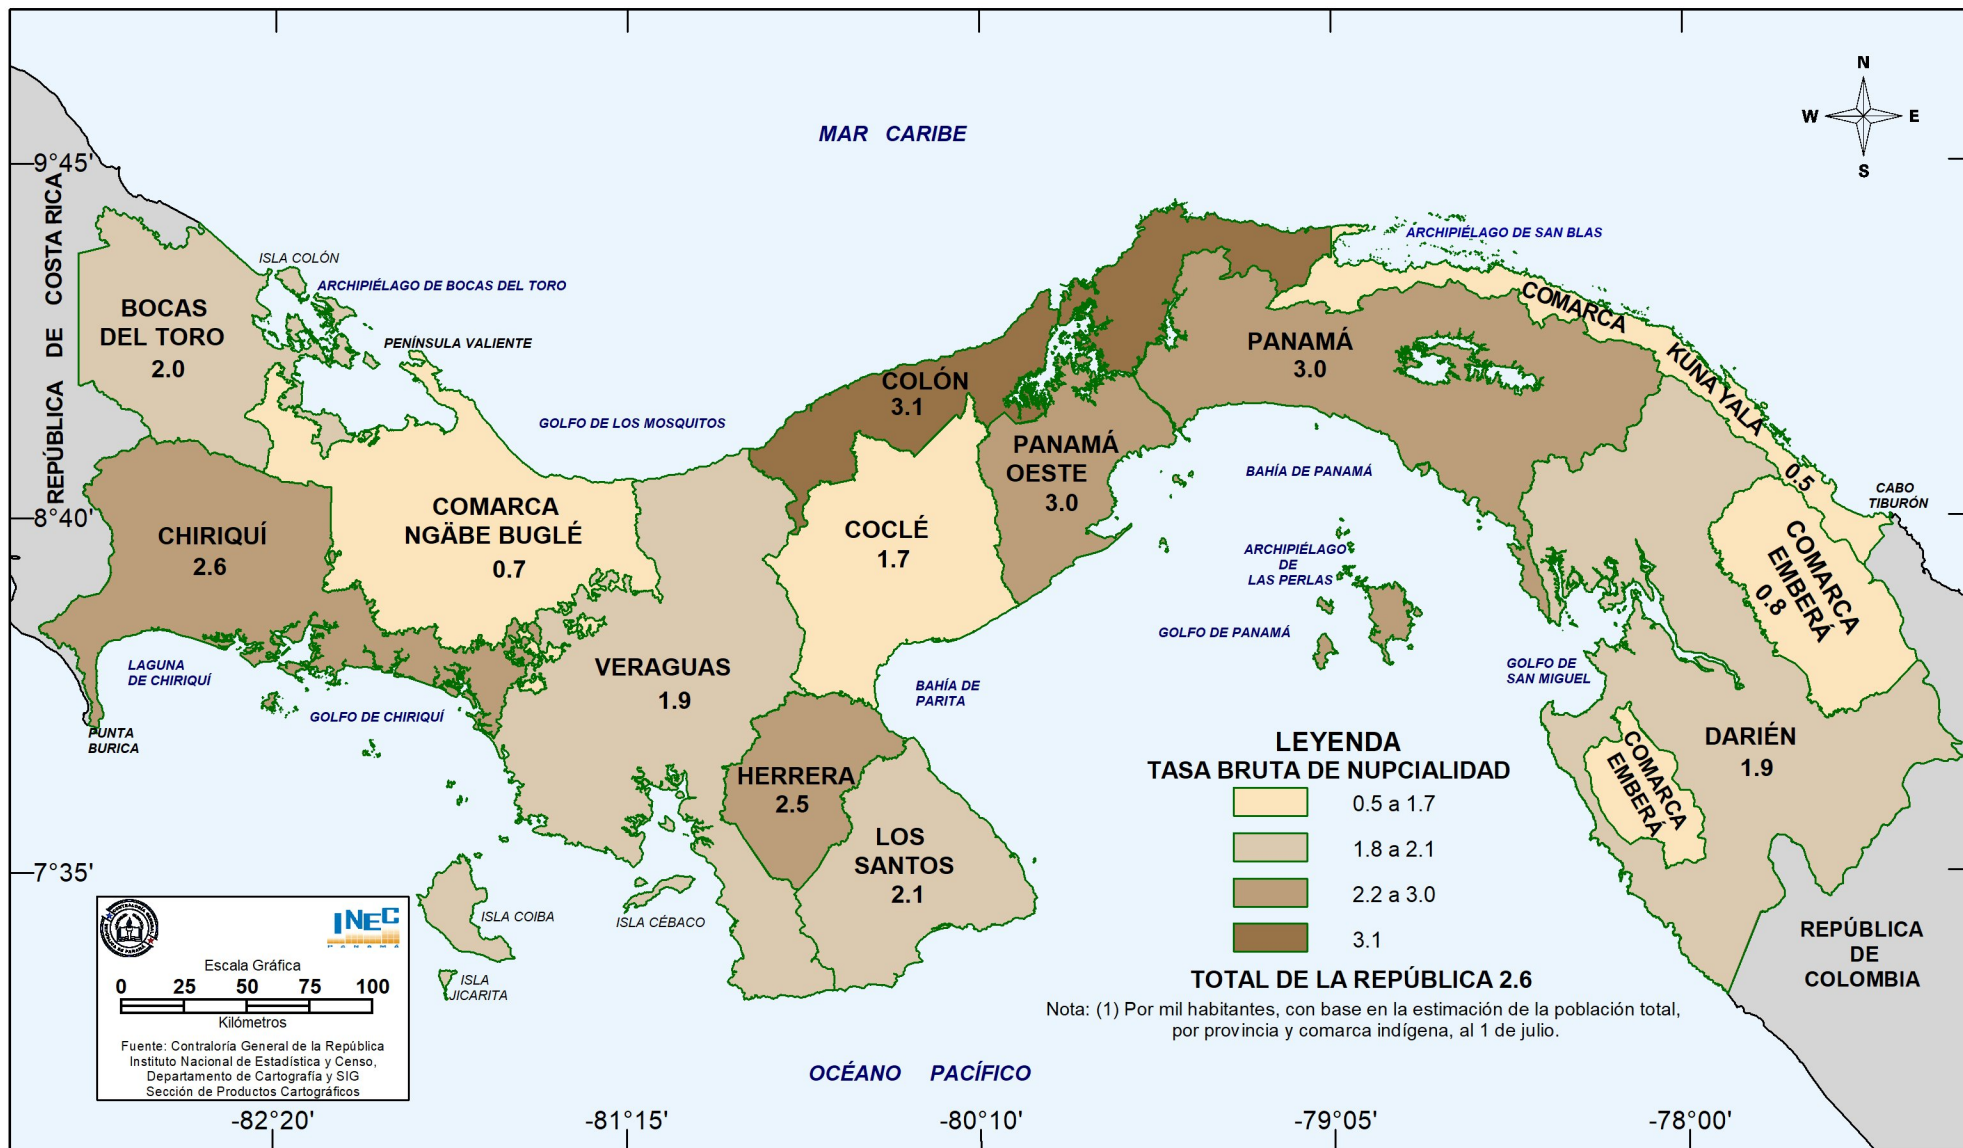 N
W E
S
MAR CARIBE
9°45'
8°40'
7°35'
REPÚBLICA DE COSTA RICA
ISLA COLÓN
ARCHIPIÉLAGO DE BOCAS DEL TORO
ARCHIPIÉLAGO DE SAN BLAS
BOCAS
DEL TORO
2.0
PENÍNSULA VALIENTE
GOLFO DE LOS MOSQUITOS
COLÓN
3.1
PANAMÁ
3.0
COMARCA
KUNA YALA
0.5
CABO
TIBURÓN
PANAMÁ
OESTE
3.0
BAHÍA DE PANAMÁ
CHIRIQUÍ
2.6
COMARCA
NGÄBE BUGLÉ
0.7
COCLÉ
1.7
ARCHIPIÉLAGO
DE
LAS PERLAS
COMARCA
EMBERÁ
0.8
GOLFO DE PANAMÁ
LAGUNA
DE CHIRIQUÍ
VERAGUAS
1.9
BAHÍA DE
PARITA
GOLFO DE
SAN MIGUEL
GOLFO DE CHIRIQUÍ
PUNTA
BURICA
DARIÉN
1.9
COMARCA
EMBERÁ
HERRERA
2.5
LOS
SANTOS
2.1
ISLA COIBA
ISLA CÉBACO
ISLA
JICARITA
REPÚBLICA
DE
COLOMBIA
LEYENDA
TASA BRUTA DE NUPCIALIDAD
0.5 a 1.7
1.8 a 2.1
2.2 a 3.0
3.1
TOTAL DE LA REPÚBLICA 2.6
Nota: (1) Por mil habitantes, con base en la estimación de la población total,
por provincia y comarca indígena, al 1 de julio.
INEC
PANAMÁ
Escala Gráfica
0 25 50 75 100
Kilómetros
Fuente: Contraloría General de la República
Instituto Nacional de Estadística y Censo,
Departamento de Cartografía y SIG
Sección de Productos Cartográficos
OCÉANO PACÍFICO
-82°20' -81°15' -80°10' -79°05' -78°00'